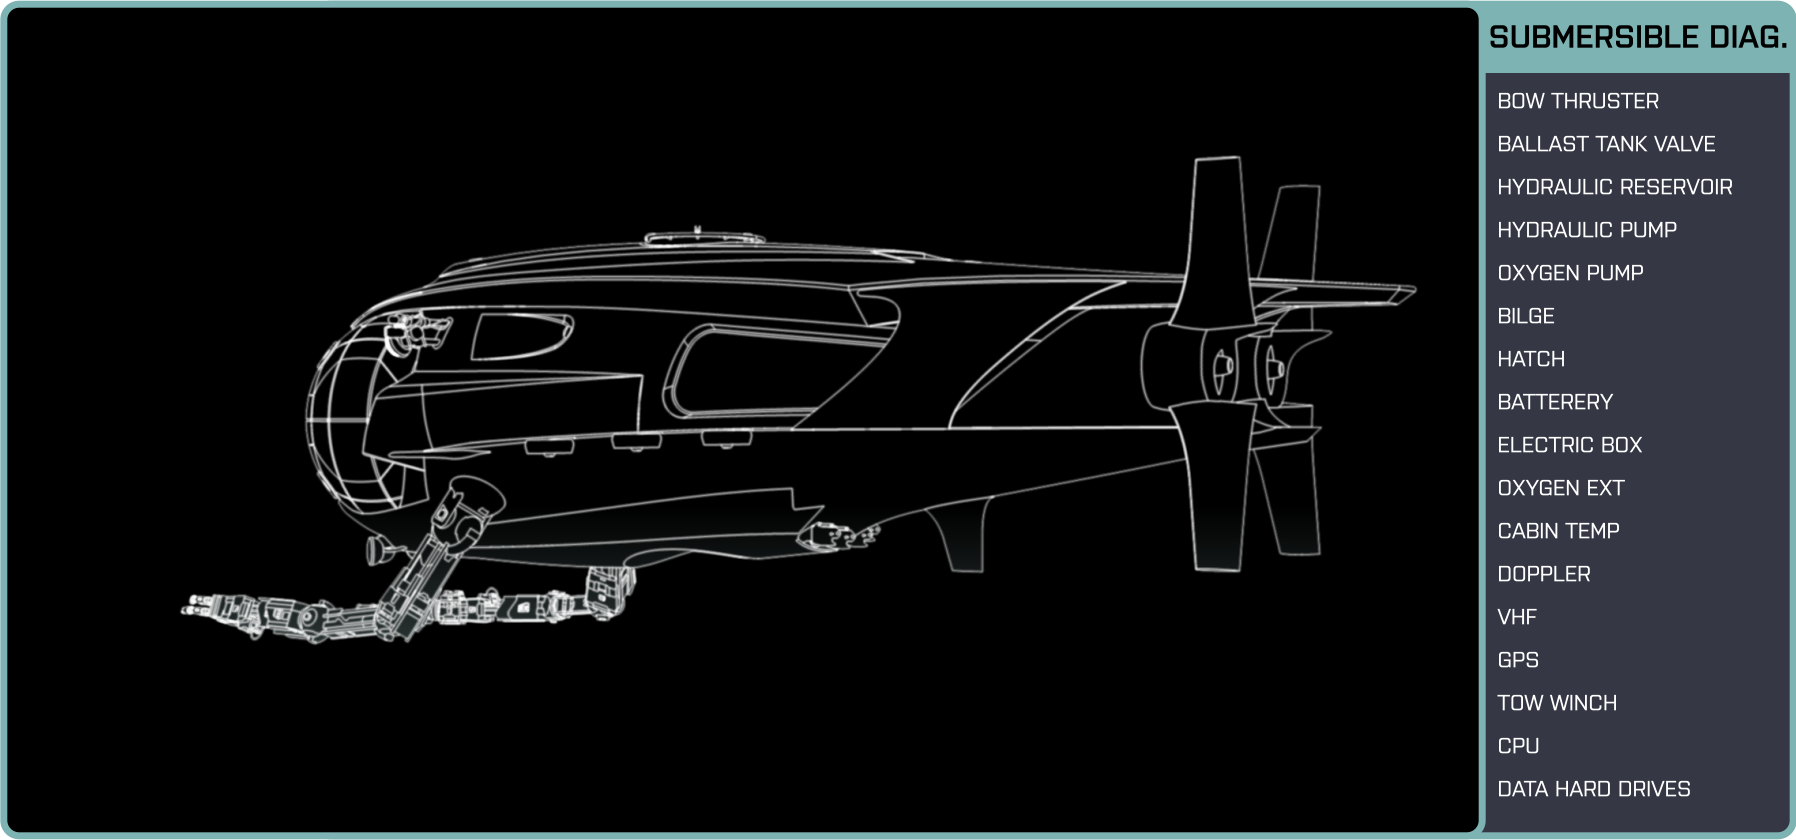 SUBMERSIBLE DIAG.
BOW THRUSTER
BALLAST TANK VALVE
HYDRAULIC RESERVOIR
HYDRAULIC PUMP
OXYGEN PUMP
BILGE
HATCH
BATTERERY
ELECTRIC BOX
OXYGEN EXT
CABIN TEMP
DOPPLER
VHF
GPS
TOW WINCH
CPU
DATA HARD DRIVES